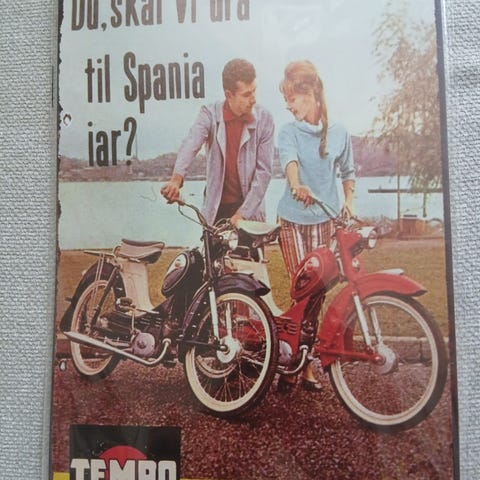 Du, skal vi dra
til Spania
iar?
TEMPO